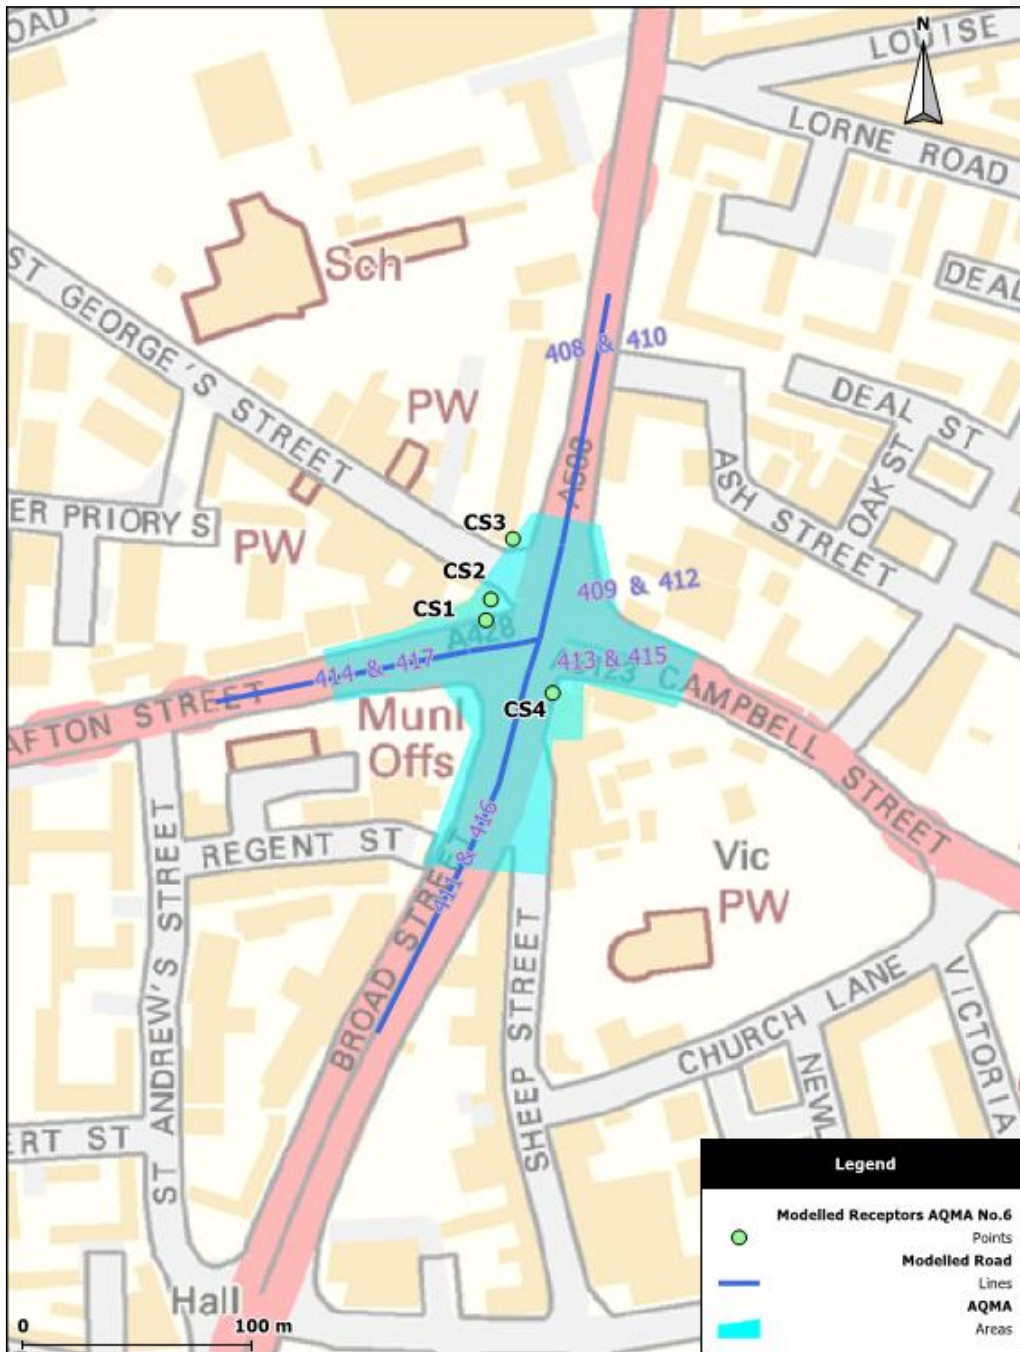 OAD
LOUISE
N
LORNE ROAD
ST GEORGE'S STREET
Sch
DEAL
408 & 410
DEAL ST
PW
OAK ST
ASH STREET
ER PRIORY S
PW
CS3
CS2
409 & 412
CS1
A428
413 & 415
414 & 417
CS4
CAMPBELL STREET
AFTON STREET
Munl
Offs
411 & 416
REGENT ST
Vic
PW
BROAD STREET
ST ANDREW'S STREET
SHEEP STREET
CHURCH LANE
VICTORIA
NEWL
ERT ST
Hall
0 100 m
Legend
Modelled Receptors AQMA No.6
Points
Modelled Road
Lines
AQMA
Areas